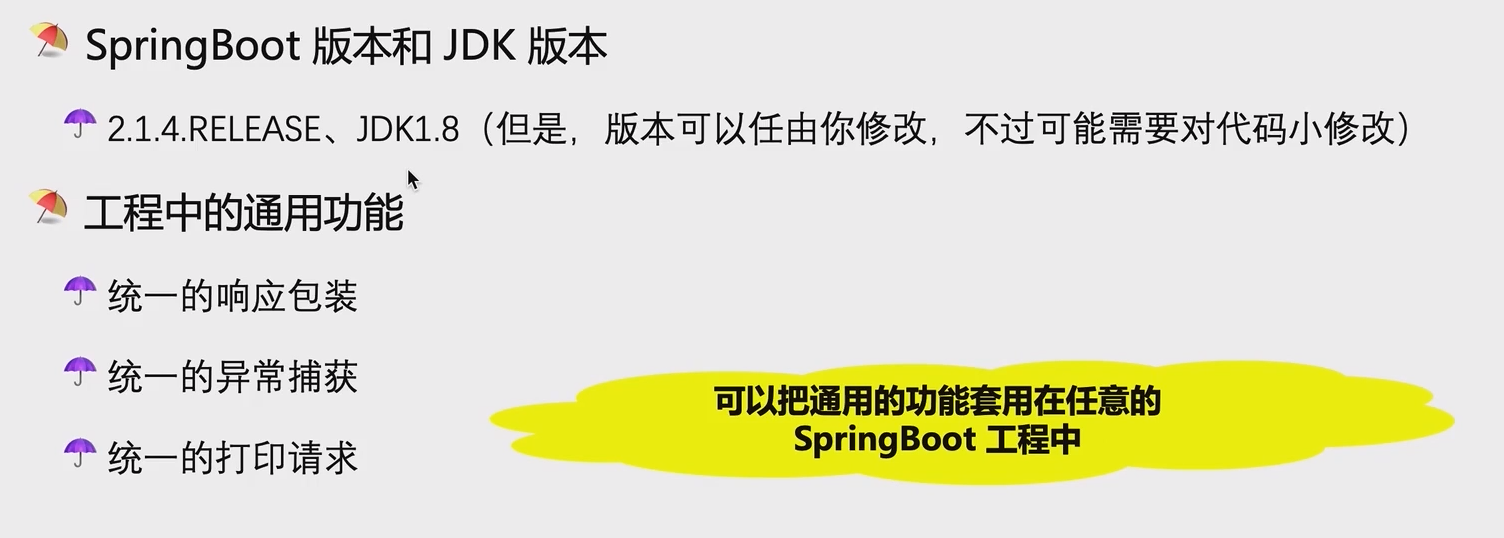 SpringBoot 版本和 JDK 版本
2.1.4.RELEASE、JDK1.8（但是，版本可以任由你修改，不过可能需要对代码小修改）
工程中的通用功能
统一的响应包装
统一的异常捕获
统一的打印请求
可以把通用的功能套用在任意的
SpringBoot 工程中